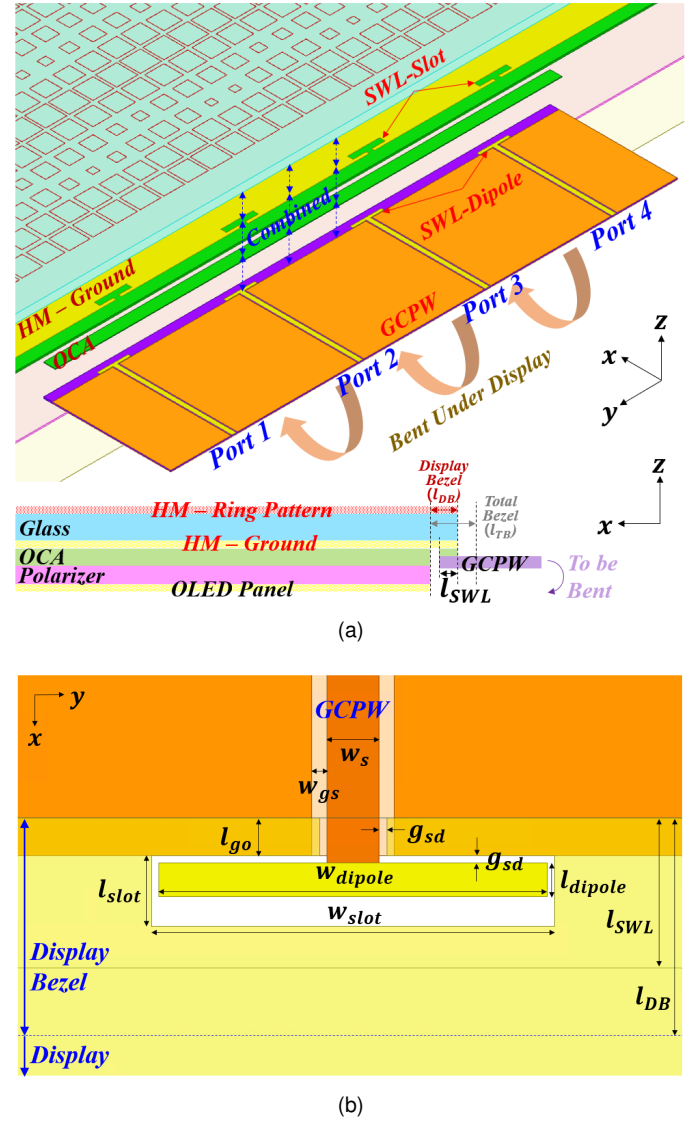 SWL-Slot
Combined
SWL-Dipole
HM – Ground
OCA
GCPW
Port 4
Port 3
Port 2
Port 1
Bent Under Display
z
x
y
Display
Bezel
(l_DB)
Total
Bezel
(l_TB)
z
x
HM – Ring Pattern
Glass
HM – Ground
OCA
GCPW
Polarizer
OLED Panel
l_SWL
To be
Bent
(a)
y
x
GCPW
w_s
w_gs
l_go
g_sd
g_sd
w_dipole
l_dipole
l_slot
w_slot
l_SWL
l_DB
Display
Bezel
Display
(b)